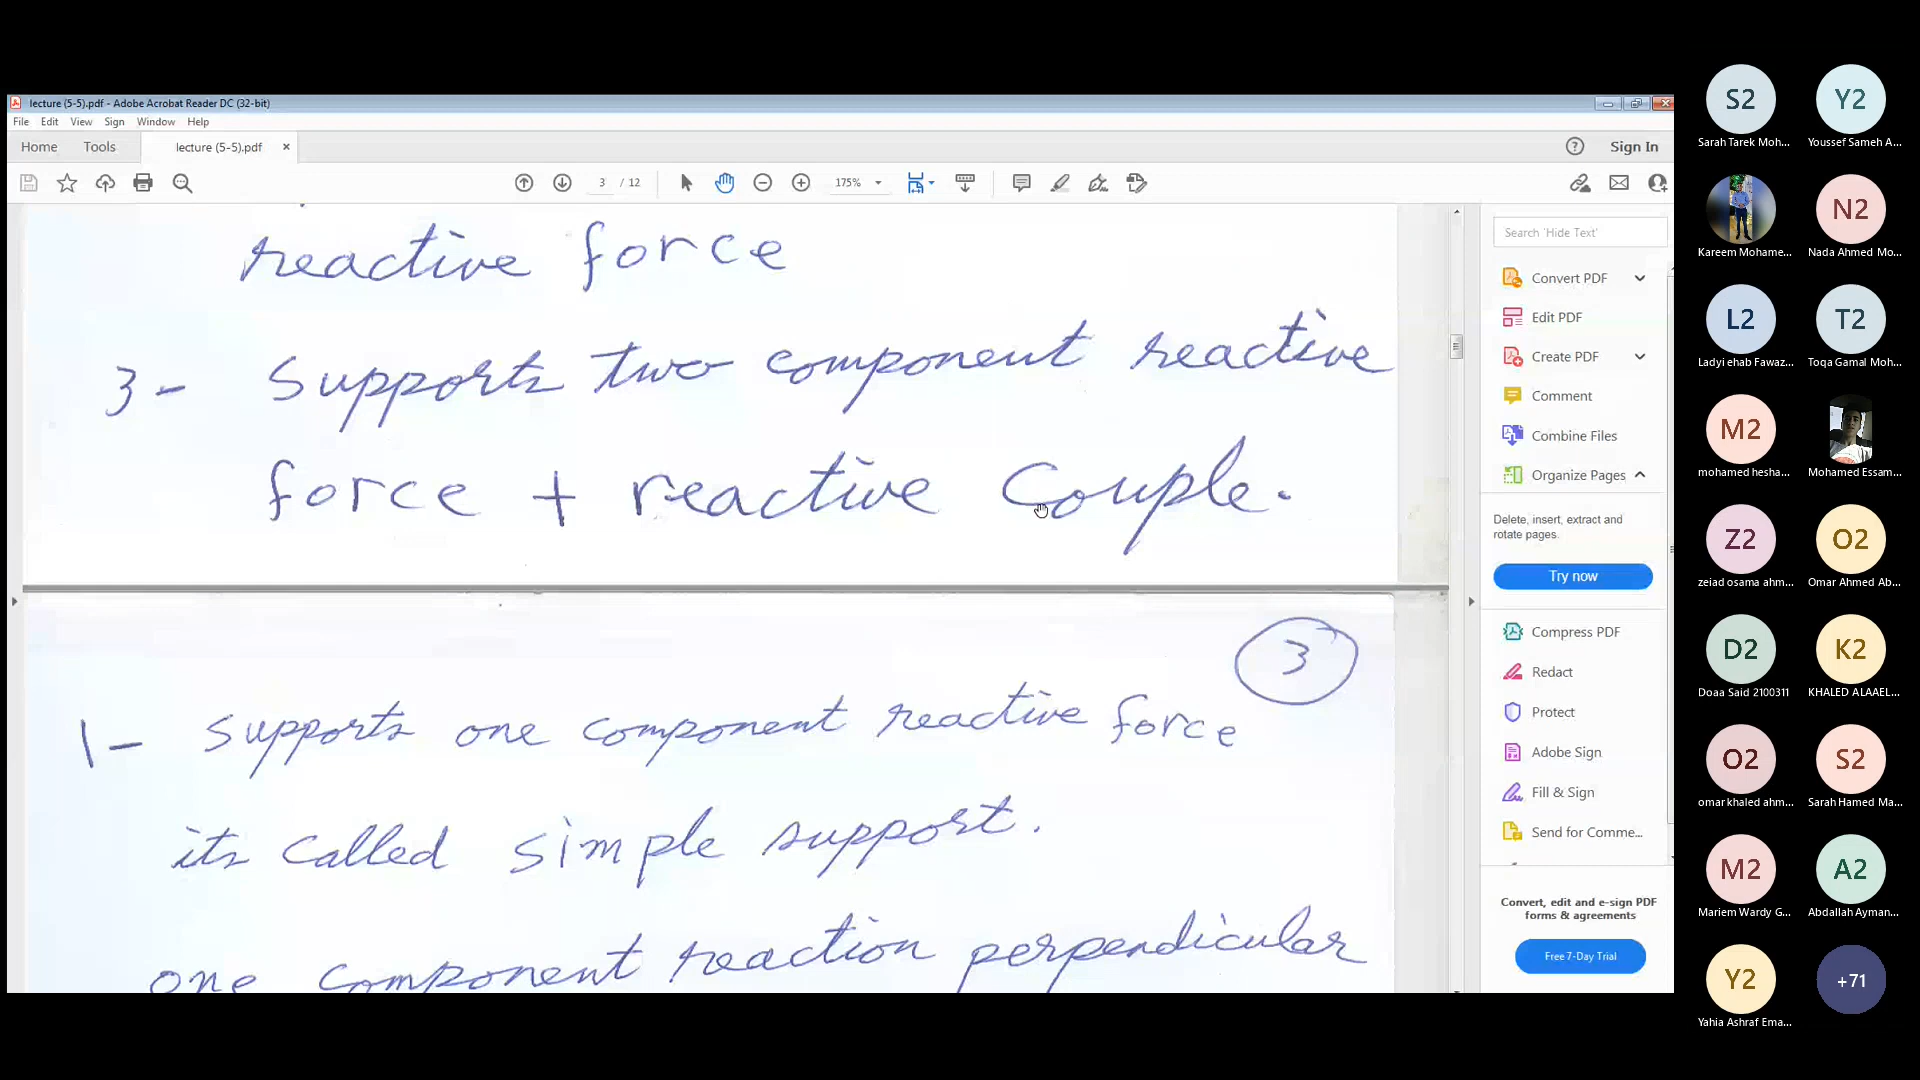 lecture (5-5).pdf - Adobe Acrobat Reader DC (32-bit)
File Edit View Sign Window Help
Home Tools lecture (5-5).pdf × Sign In
3 / 12 175%
reactive force
3- Supports two component reactive
force + reactive Couple.
3
1- supports one component reactive force
its called simple support.
one component reaction perpendicular
Search 'Hide Text'
Convert PDF
Edit PDF
Create PDF
Comment
Combine Files
Organize Pages
Delete, insert, extract and
rotate pages.
Try now
Compress PDF
Redact
Protect
Adobe Sign
Fill & Sign
Send for Comme...
Convert, edit and e-sign PDF
forms & agreements
Free 7-Day Trial
S2 Y2
Sarah Tarek Moh... Youssef Sameh A...
N2
Kareem Mohame... Nada Ahmed Mo...
L2 T2
Ladyi ehab Fawaz... Toqa Gamal Moh...
M2
mohamed hesha... Mohamed Essam...
Z2 O2
zeiad osama ahm... Omar Ahmed Ab...
D2 K2
Doaa Said 2100311 KHALED ALAAEL...
O2 S2
omar khaled ahm... Sarah Hamed Ma...
M2 A2
Mariem Wardy G... Abdallah Ayman...
Y2 +71
Yahia Ashraf Ema...